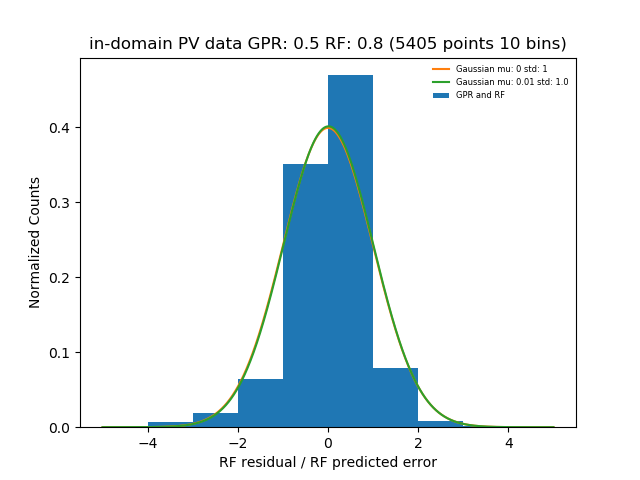 in-domain PV data GPR: 0.5 RF: 0.8 (5405 points 10 bins)
Gaussian mu: 0 std: 1
Gaussian mu: 0.01 std: 1.0
GPR and RF
Normalized Counts
0.4
0.3
0.2
0.1
0.0
−4 −2 0 2 4
RF residual / RF predicted error